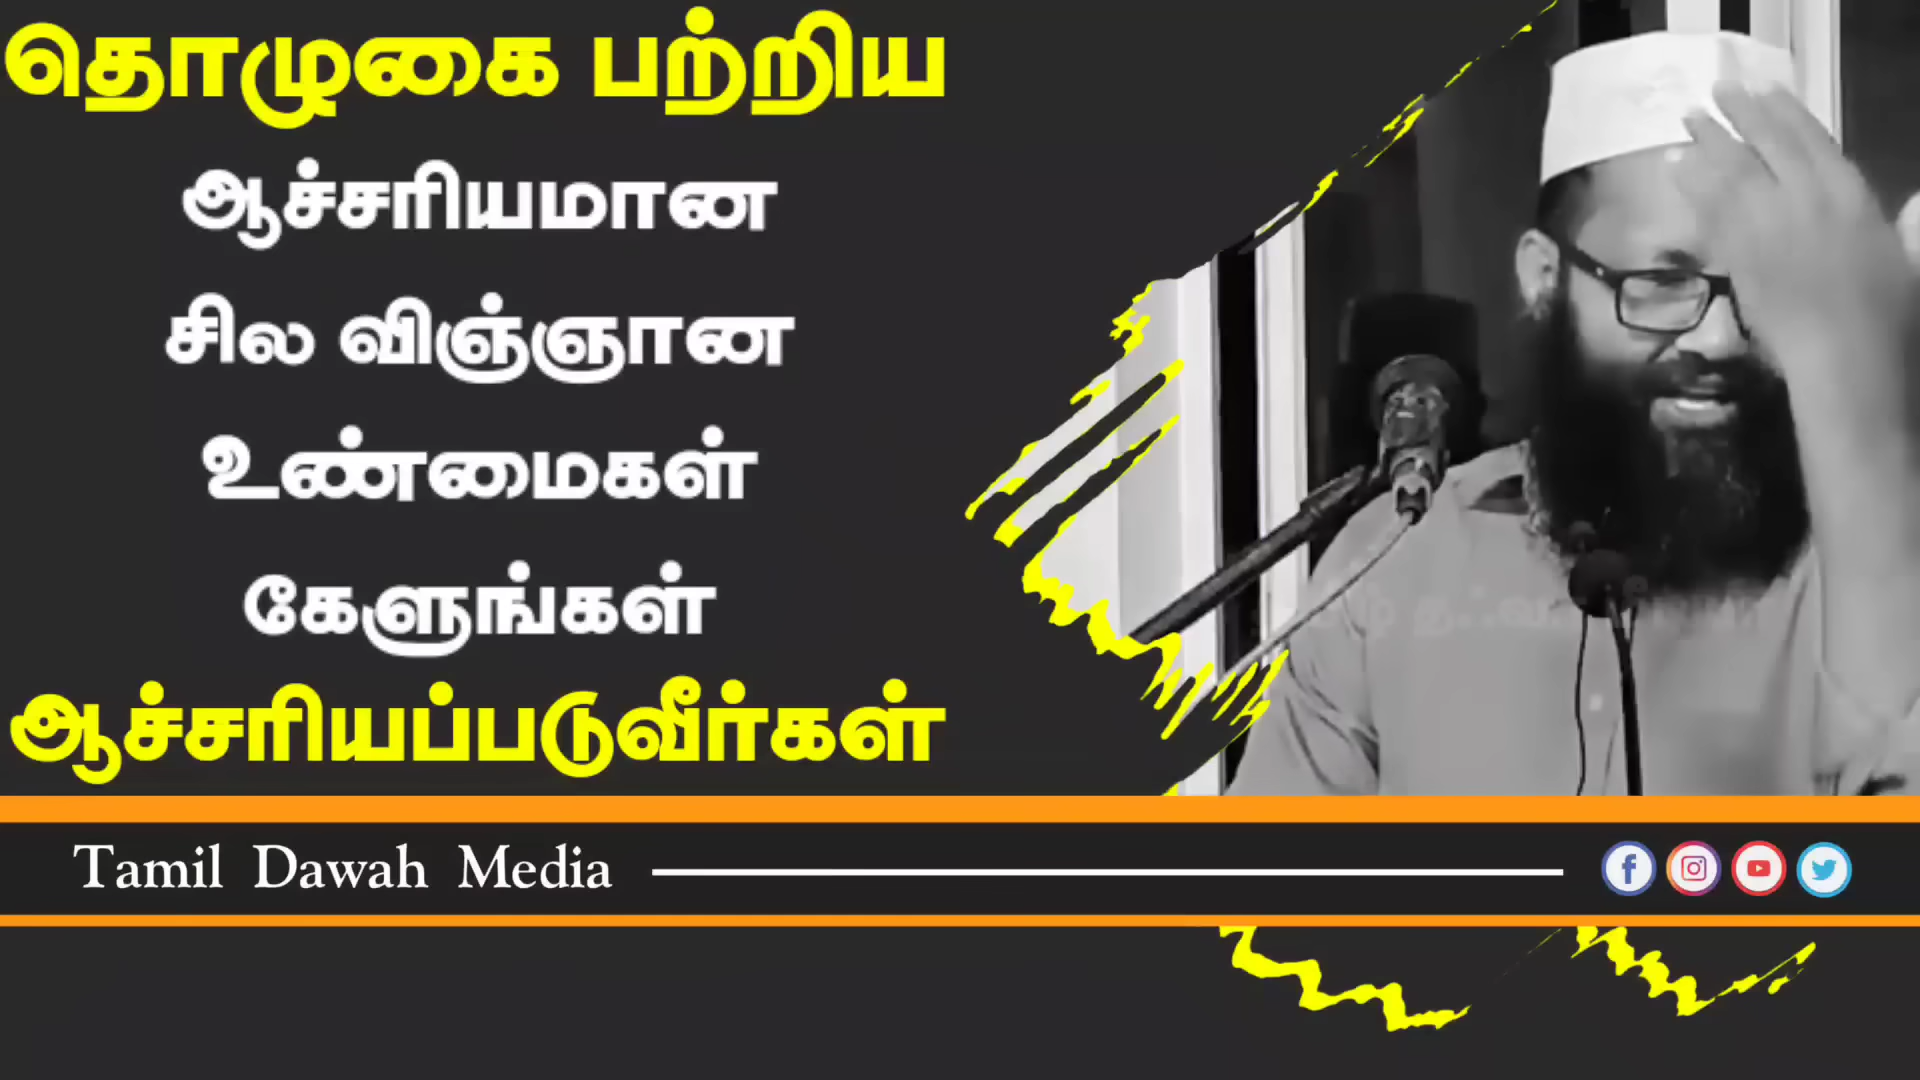 தொழுகை பற்றிய
ஆச்சரியமான
சில விஞ்ஞான
உண்மைகள்
கேளுங்கள்
ஆச்சரியப்படுவீர்கள்
Tamil Dawah Media